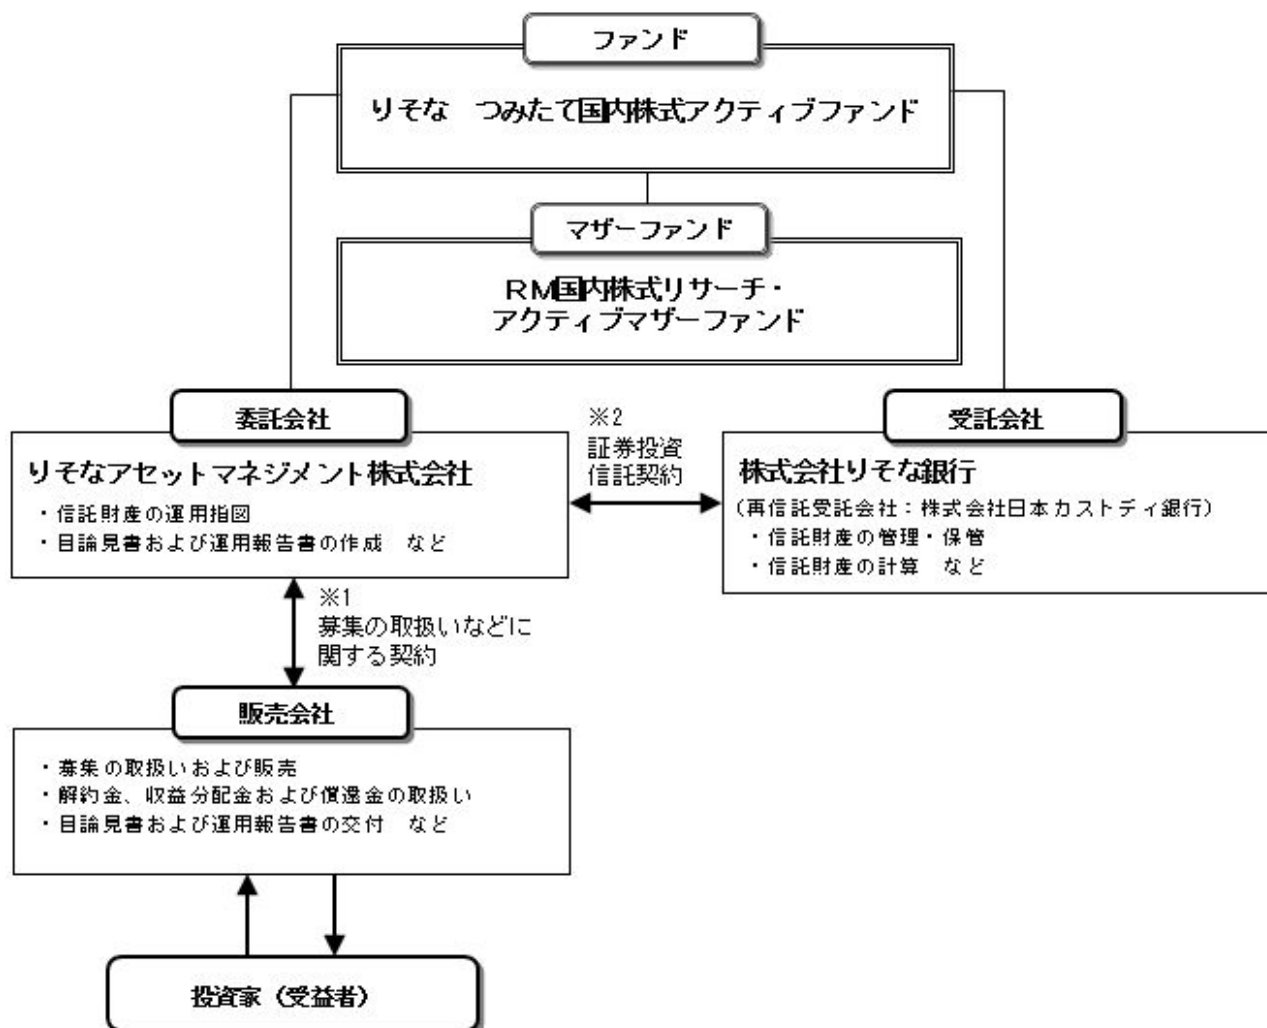 ファンド
りそな　つみたて国内株式アクティブファンド
マザーファンド
ＲＭ国内株式リサーチ・
アクティブマザーファンド
委託会社
りそなアセットマネジメント株式会社
・信託財産の運用指図
・目論見書および運用報告書の作成　など
※2
証券投資
信託契約
受託会社
株式会社りそな銀行
（再信託受託会社：株式会社日本カストディ銀行）
・信託財産の管理・保管
・信託財産の計算　など
※1
募集の取扱いなどに
関する契約
販売会社
・募集の取扱いおよび販売
・解約金、収益分配金および償還金の取扱い
・目論見書および運用報告書の交付　など
投資家（受益者）